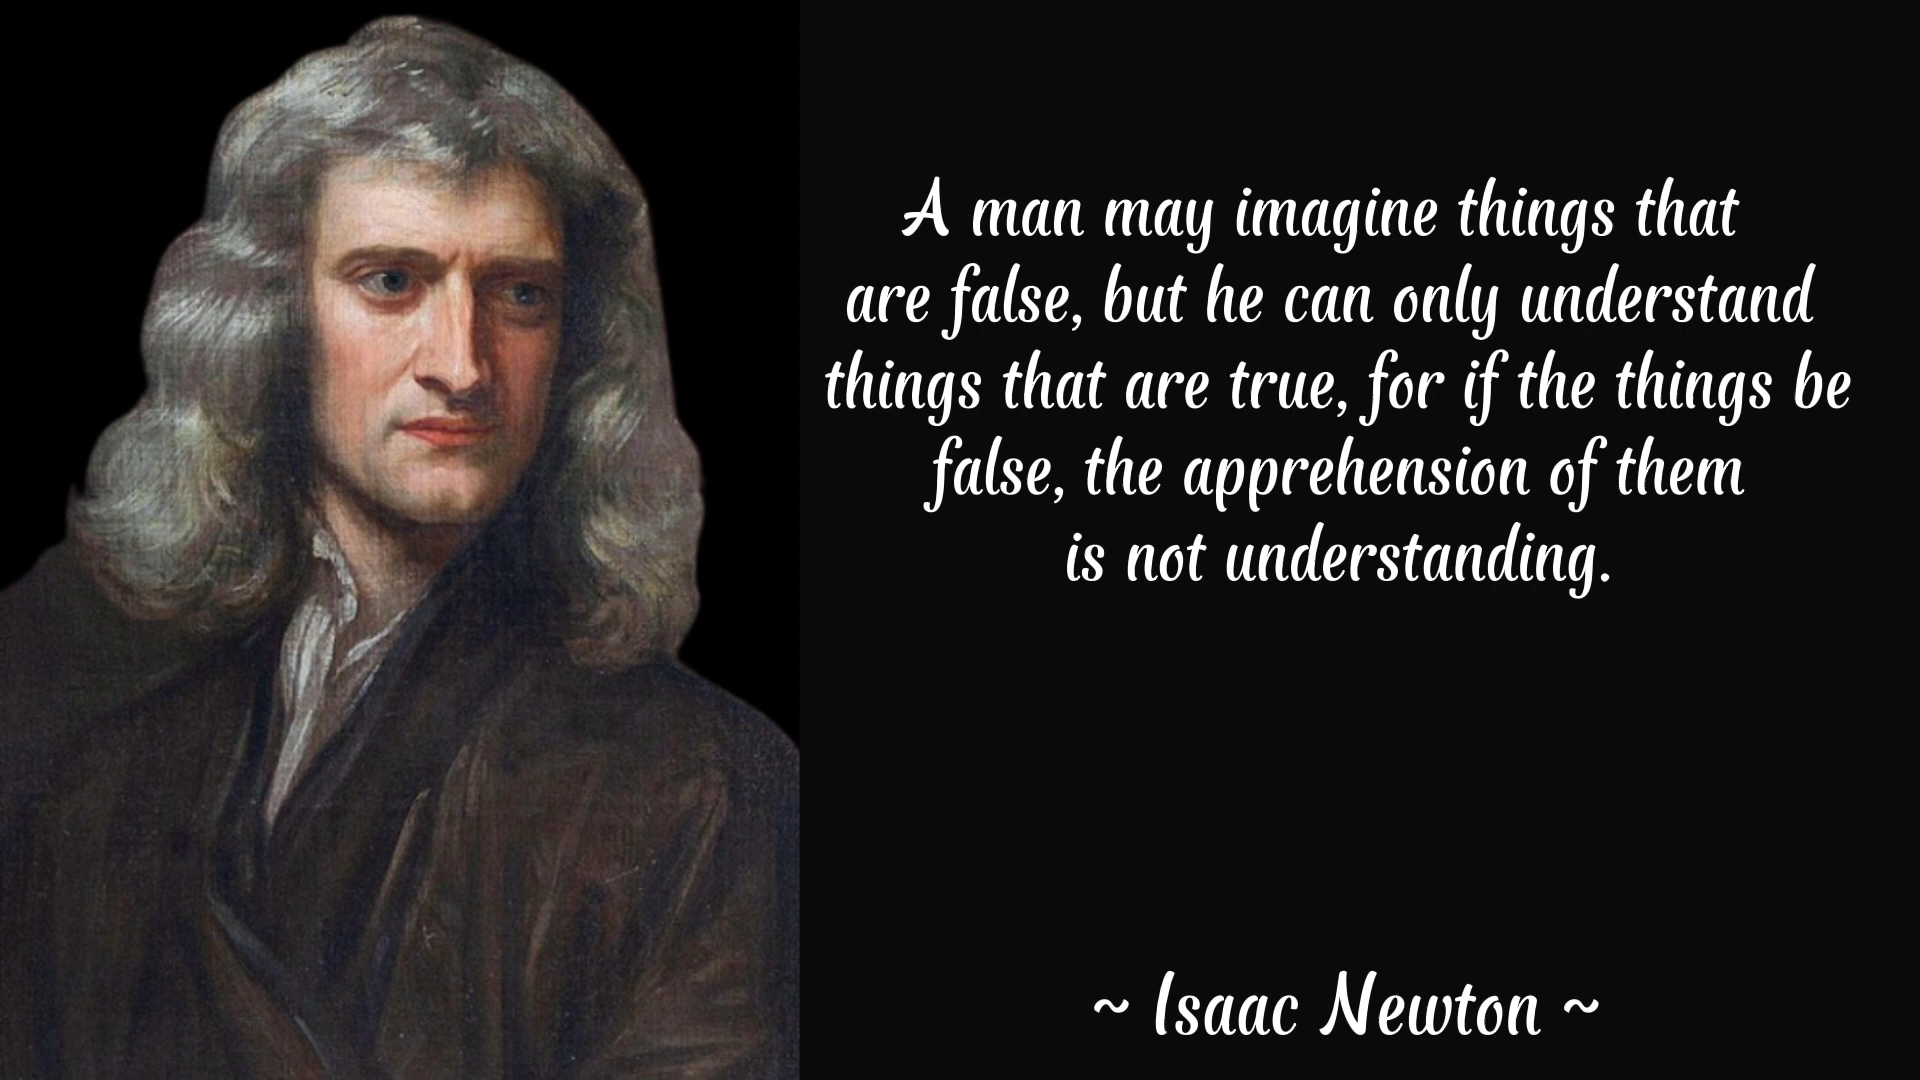 A man may imagine things that
are false, but he can only understand
things that are true, for if the things be
false, the apprehension of them
is not understanding.
~ Isaac Newton ~